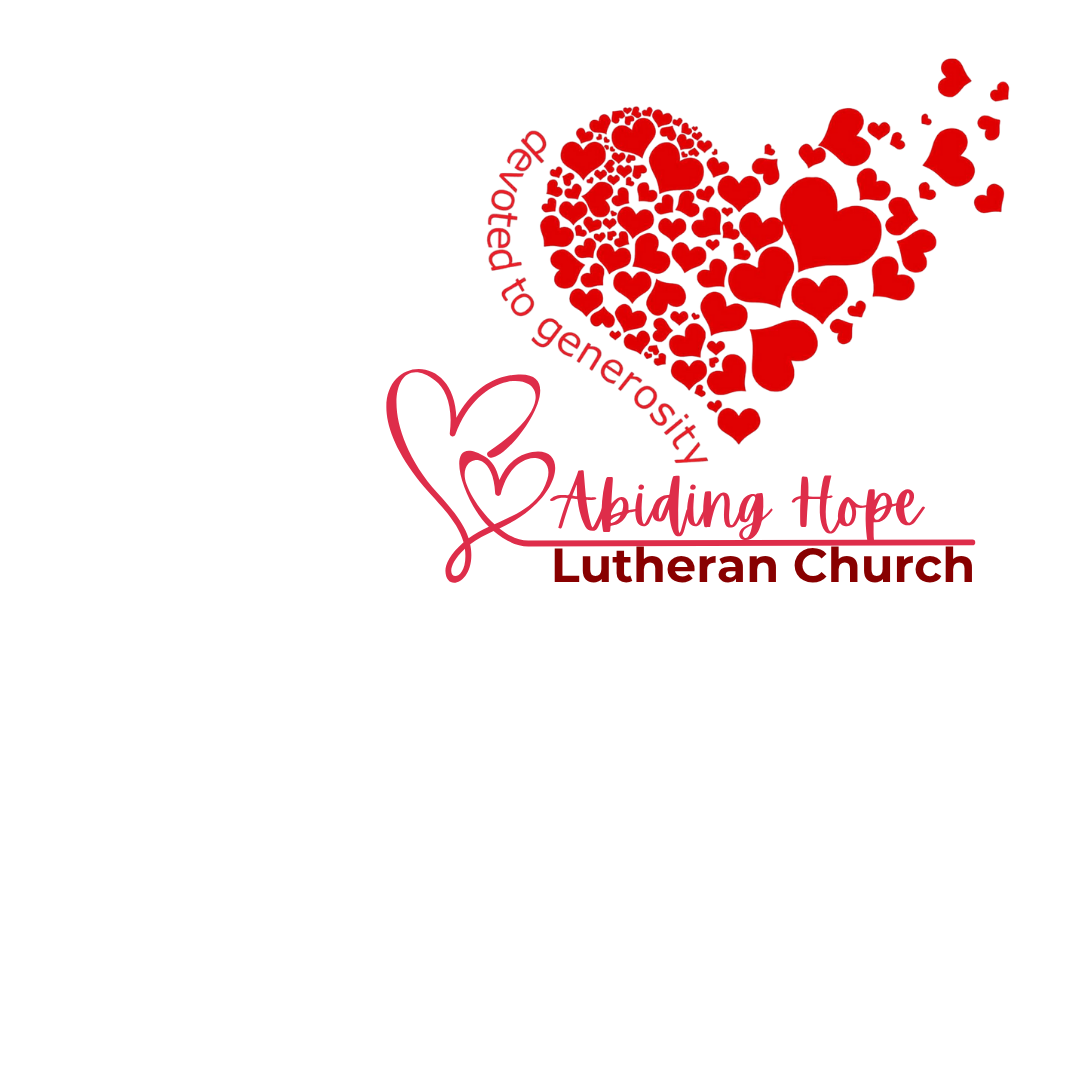 devoted to generosity
Abiding Hope
Lutheran Church